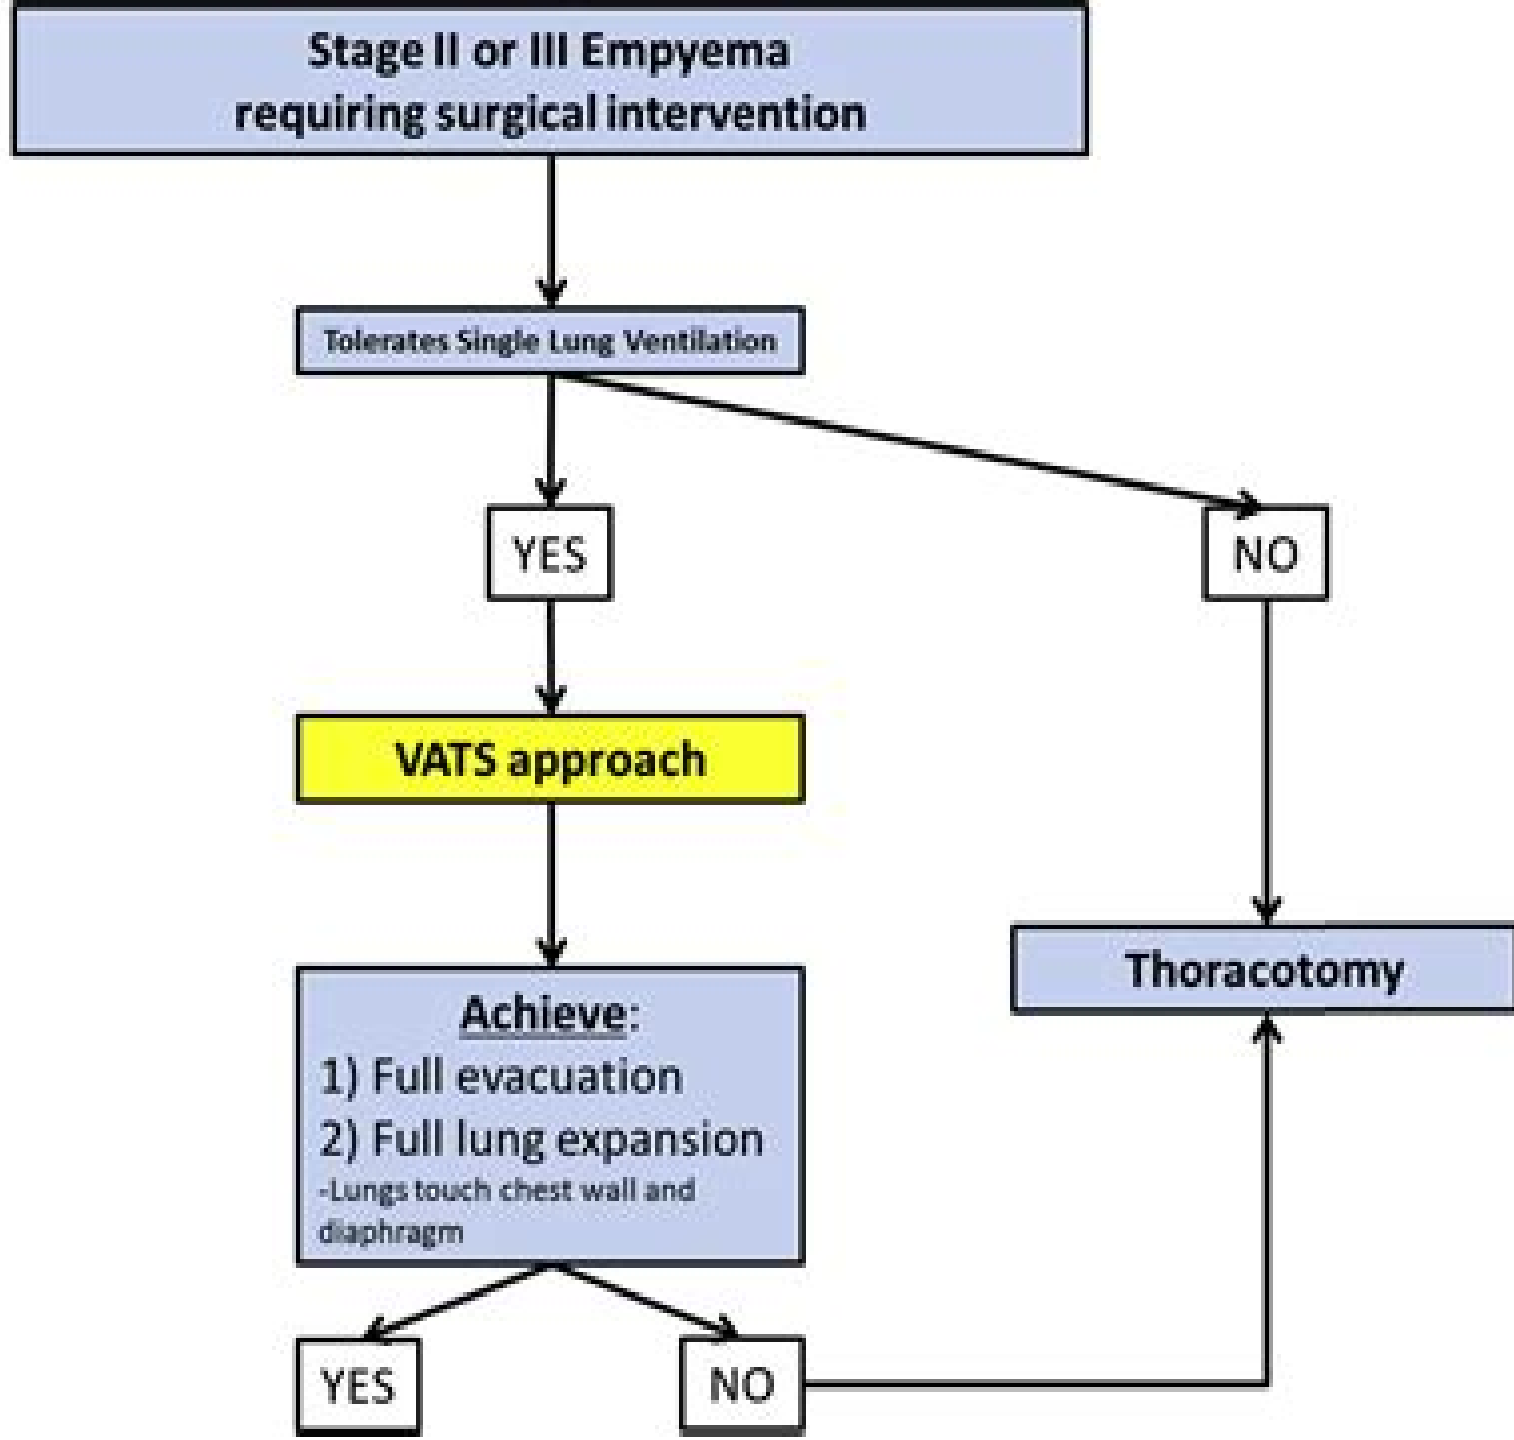 Stage II or III Empyema
requiring surgical intervention
Tolerates Single Lung Ventilation
YES
NO
VATS approach
Thoracotomy
Achieve:
1) Full evacuation
2) Full lung expansion
-Lungs touch chest wall and
diaphragm
YES
NO